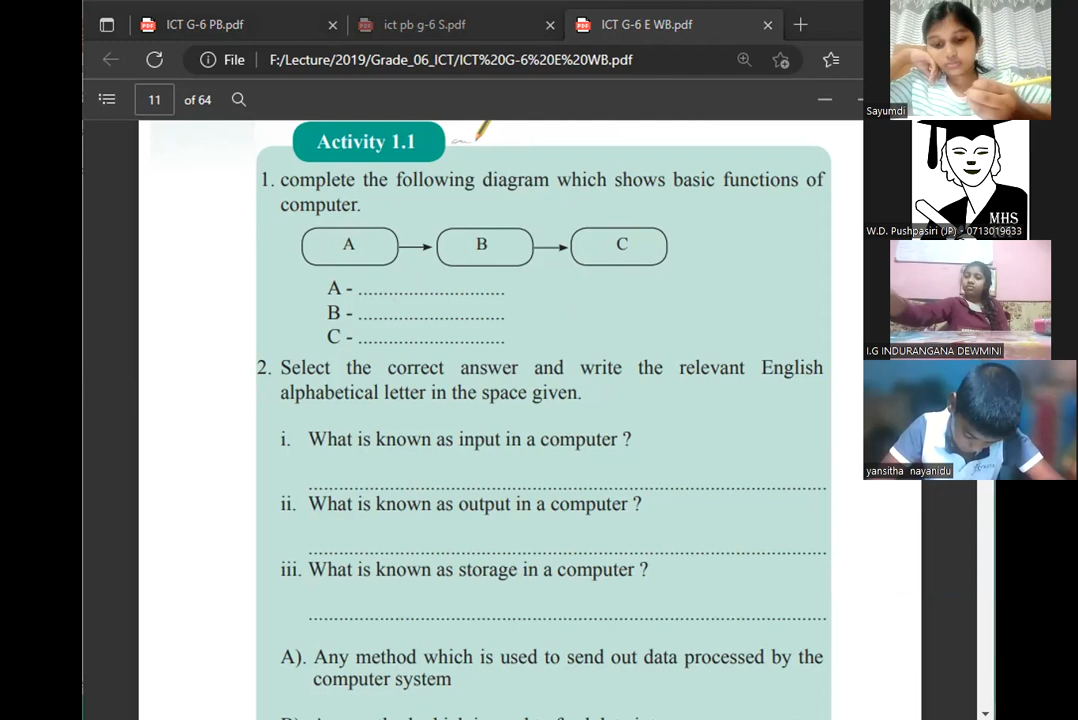 ICT G-6 PB.pdf
ict pb g-6 S.pdf
ICT G-6 E WB.pdf
File
F:/Lecture/2019/Grade_06_ICT/ICT%20G-6%20E%20WB.pdf
11 of 64
Activity 1.1
1. complete the following diagram which shows basic functions of
computer.
A
B
C
A - ....................................
B - ....................................
C - ....................................
2. Select the correct answer and write the relevant English
alphabetical letter in the space given.
i. What is known as input in a computer ?
ii. What is known as output in a computer ?
iii. What is known as storage in a computer ?
A). Any method which is used to send out data processed by the
computer system
Sayumdi
MHS
W.D. Pushpasiri (JP) - 0713019633
I.G INDURANGANA DEWMINI
yansitha nayanidu